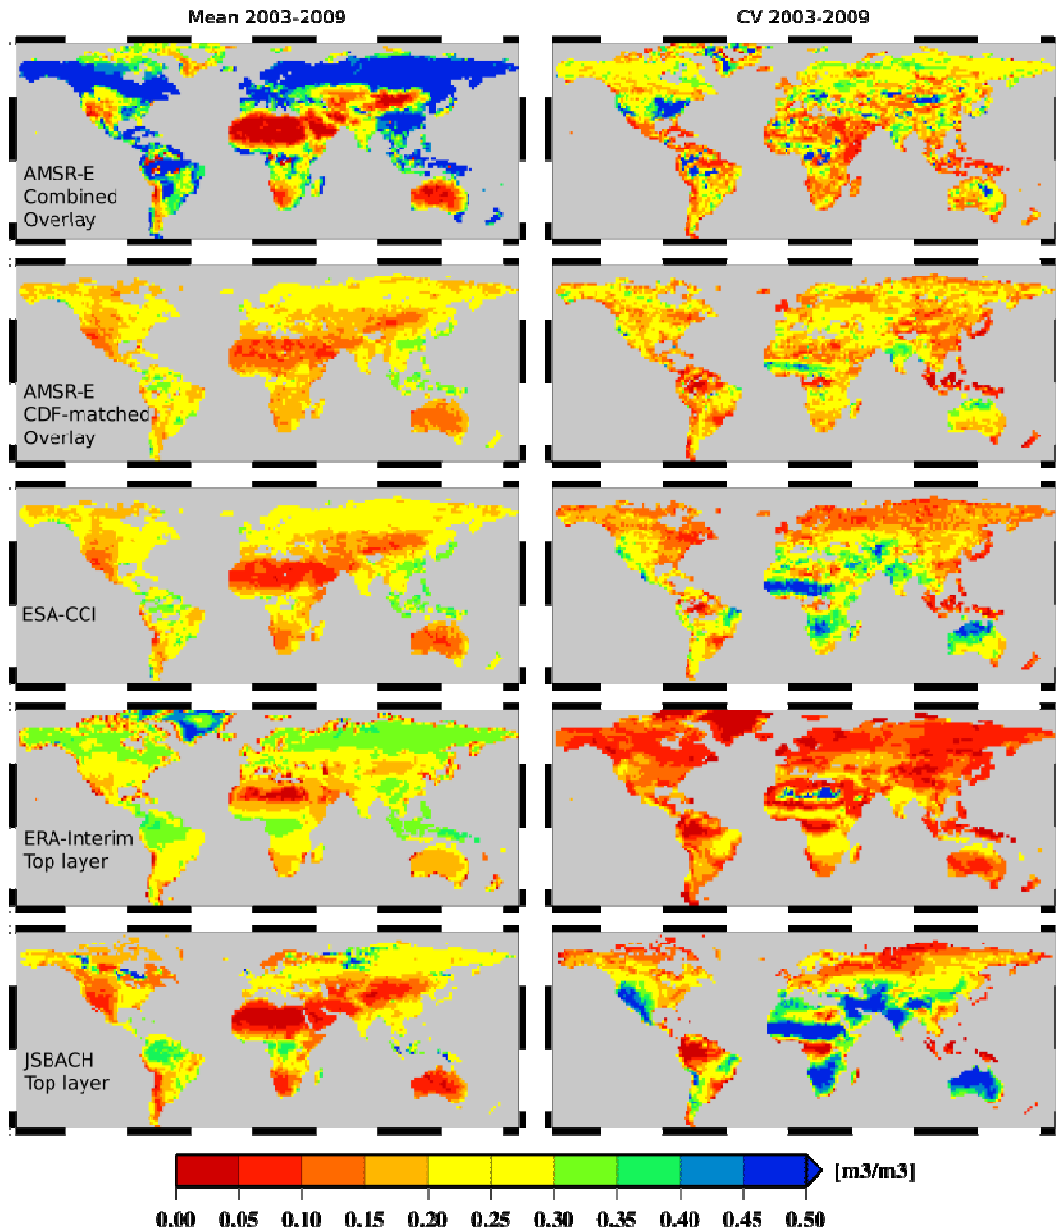 Mean 2003-2009
CV 2003-2009
AMSR-E
Combined
Overlay
AMSR-E
CDF-matched
Overlay
ESA-CCI
ERA-Interim
Top layer
JSBACH
Top layer
[m3/m3]
0.00 0.05 0.10 0.15 0.20 0.25 0.30 0.35 0.40 0.45 0.50